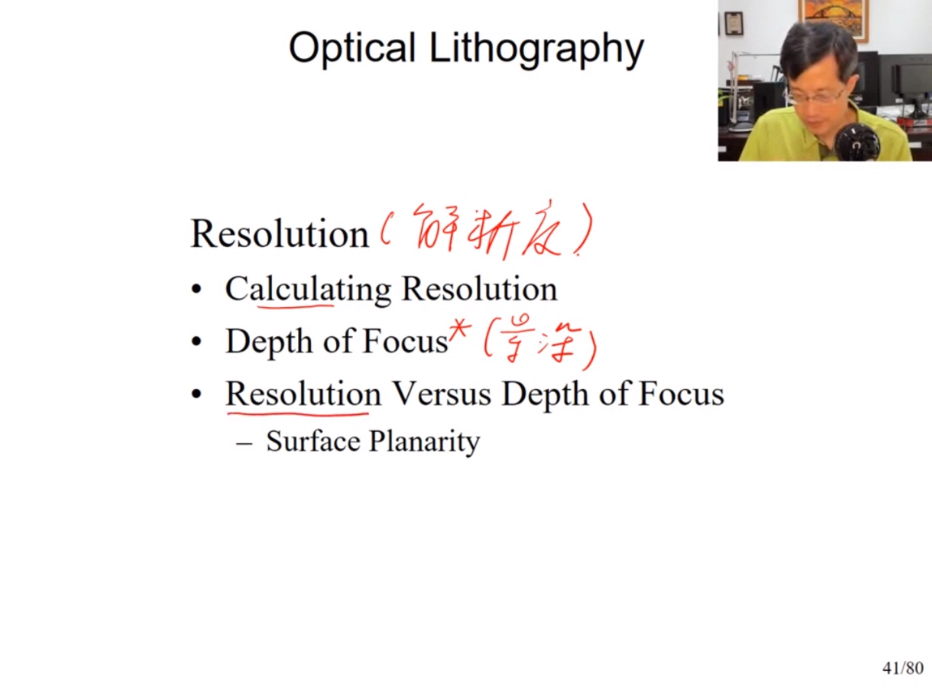 Optical Lithography
Resolution (解析度)
• Calculating Resolution
• Depth of Focus* (景深)
• Resolution Versus Depth of Focus
– Surface Planarity
41/80